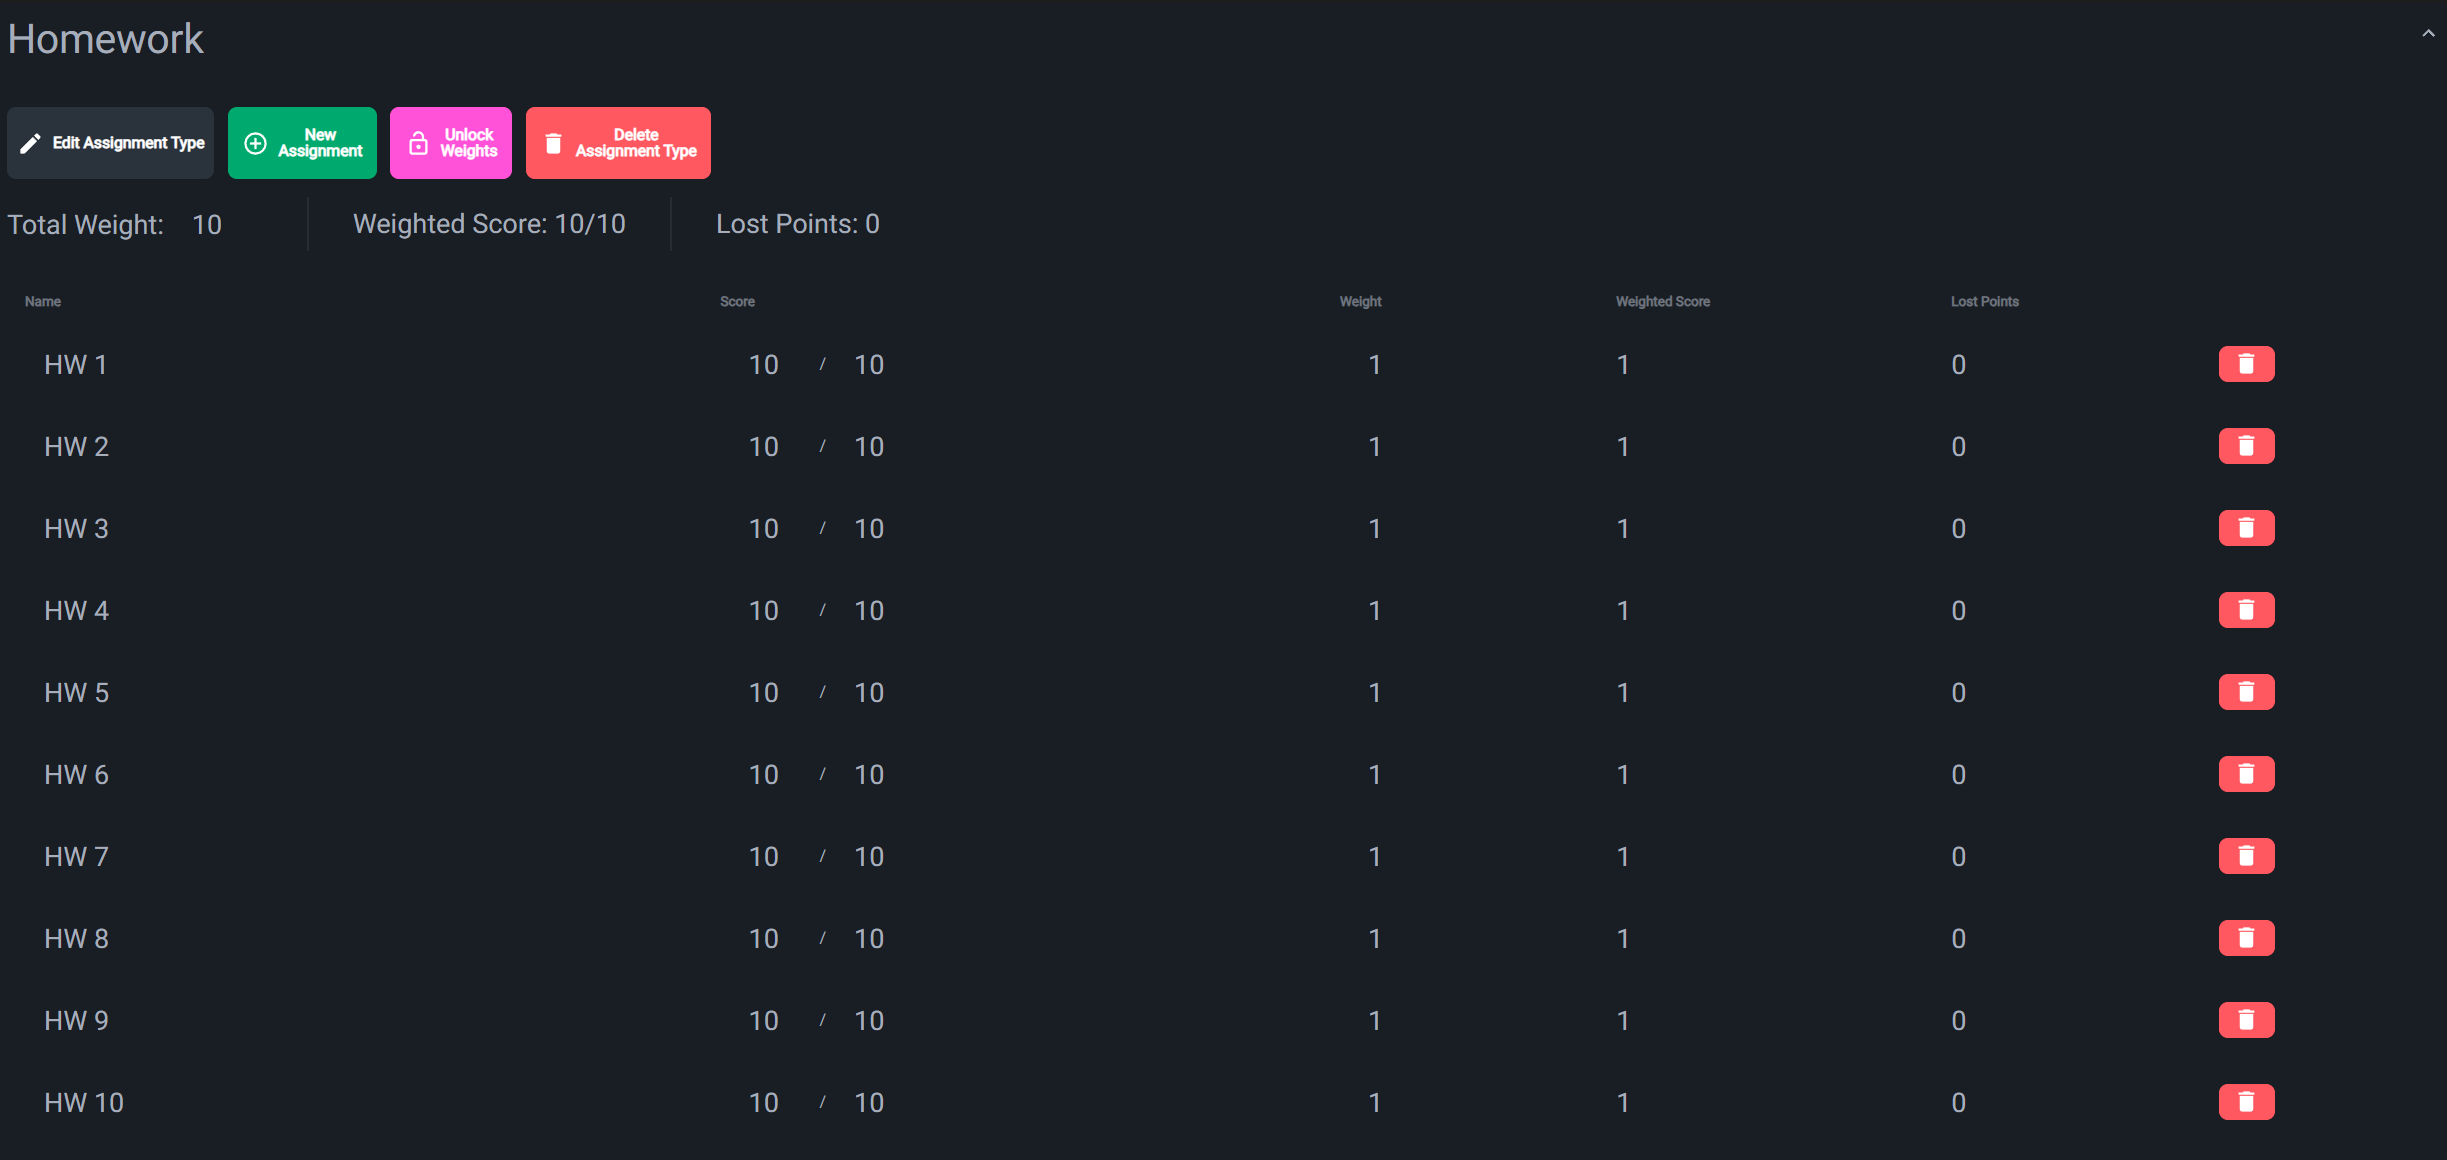 Homework
Edit Assignment Type
New
Assignment
Unlock
Weights
Delete
Assignment Type
Total Weight: 10
Weighted Score: 10/10
Lost Points: 0
Name Score Weight Weighted Score Lost Points
HW 1 10 / 10 1 1 0
HW 2 10 / 10 1 1 0
HW 3 10 / 10 1 1 0
HW 4 10 / 10 1 1 0
HW 5 10 / 10 1 1 0
HW 6 10 / 10 1 1 0
HW 7 10 / 10 1 1 0
HW 8 10 / 10 1 1 0
HW 9 10 / 10 1 1 0
HW 10 10 / 10 1 1 0